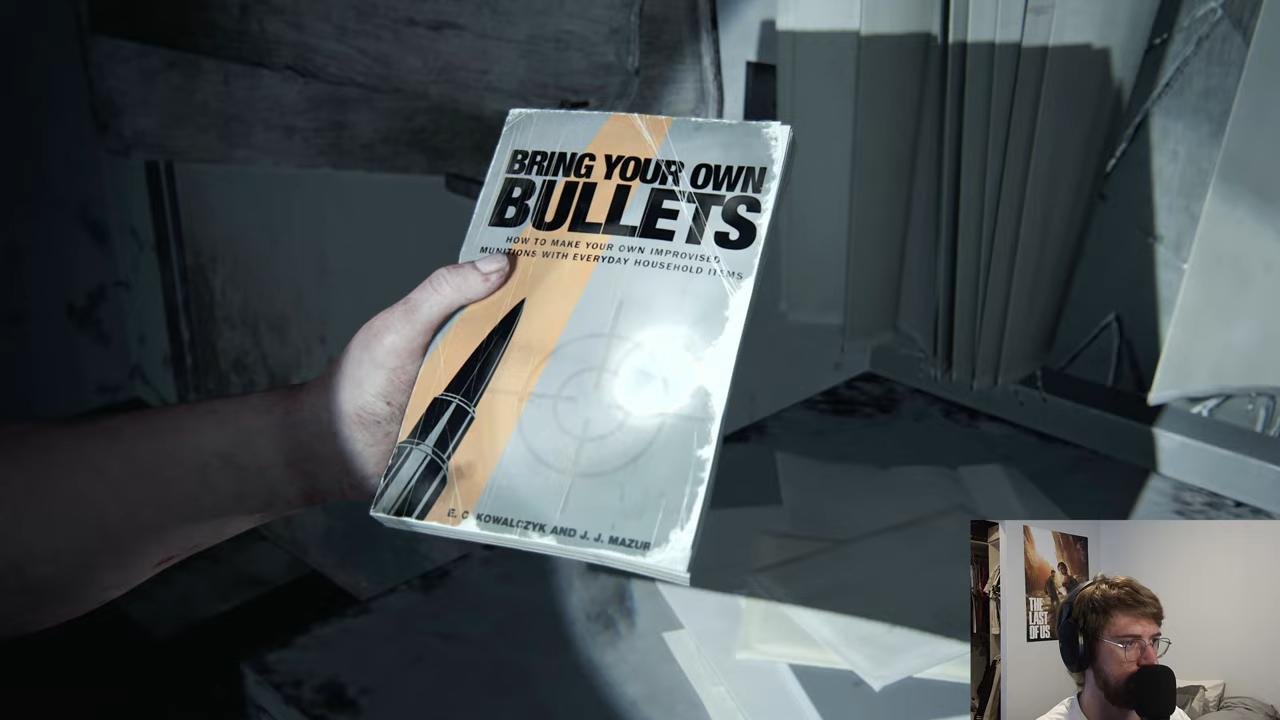 BRING YOUR OWN
BULLETS
HOW TO MAKE YOUR OWN IMPROVISED
MUNITIONS WITH EVERYDAY HOUSEHOLD ITEMS
E. C. KOWALCZYK AND J. J. MAZUR
THE
LAST
OF US